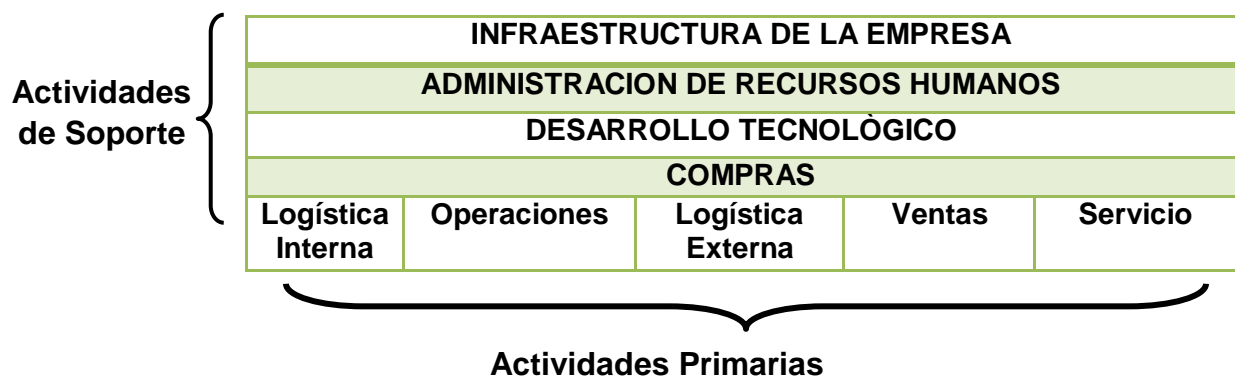 INFRAESTRUCTURA DE LA EMPRESA
ADMINISTRACION DE RECURSOS HUMANOS
DESARROLLO TECNOLÒGICO
COMPRAS
Actividades
de Soporte
Logística
Interna
Operaciones
Logística
Externa
Ventas
Servicio
Actividades Primarias